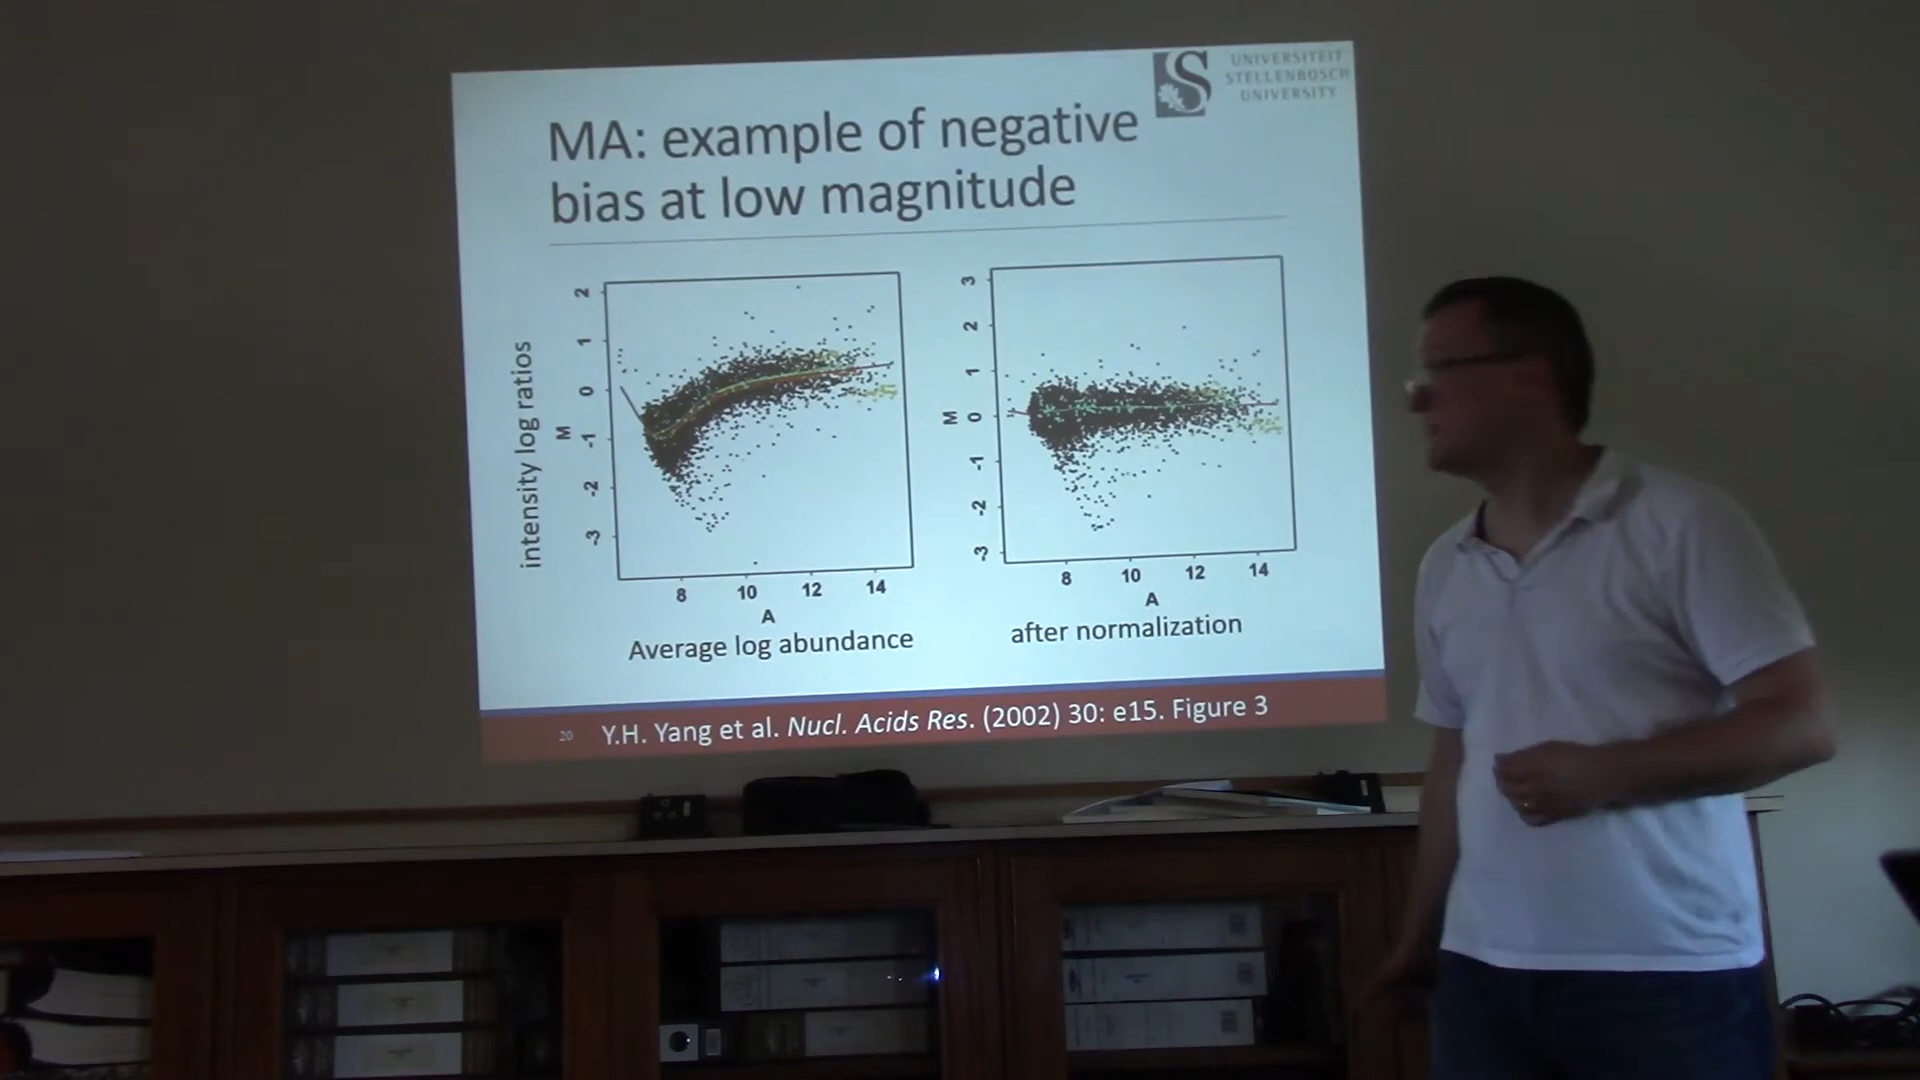 UNIVERSITEIT
STELLENBOSCH
UNIVERSITY
MA: example of negative
bias at low magnitude
intensity log ratios
M
2
1
0
-1
-2
-3
8 10 12 14
A
Average log abundance
M
3
2
1
0
-1
-2
-3
8 10 12 14
A
after normalization
20 Y.H. Yang et al. Nucl. Acids Res. (2002) 30: e15. Figure 3